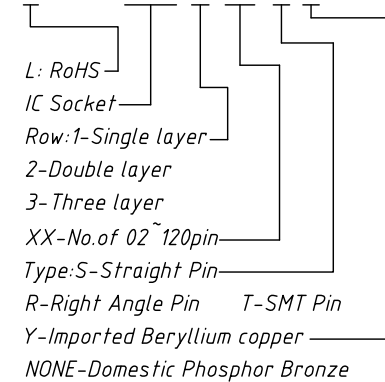 L: RoHS
IC Socket
Row:1-Single layer
2-Double layer
3-Three layer
XX-No.of 02~120pin
Type:S-Straight Pin
R-Right Angle Pin T-SMT Pin
Y-Imported Beryllium copper
NONE-Domestic Phosphor Bronze